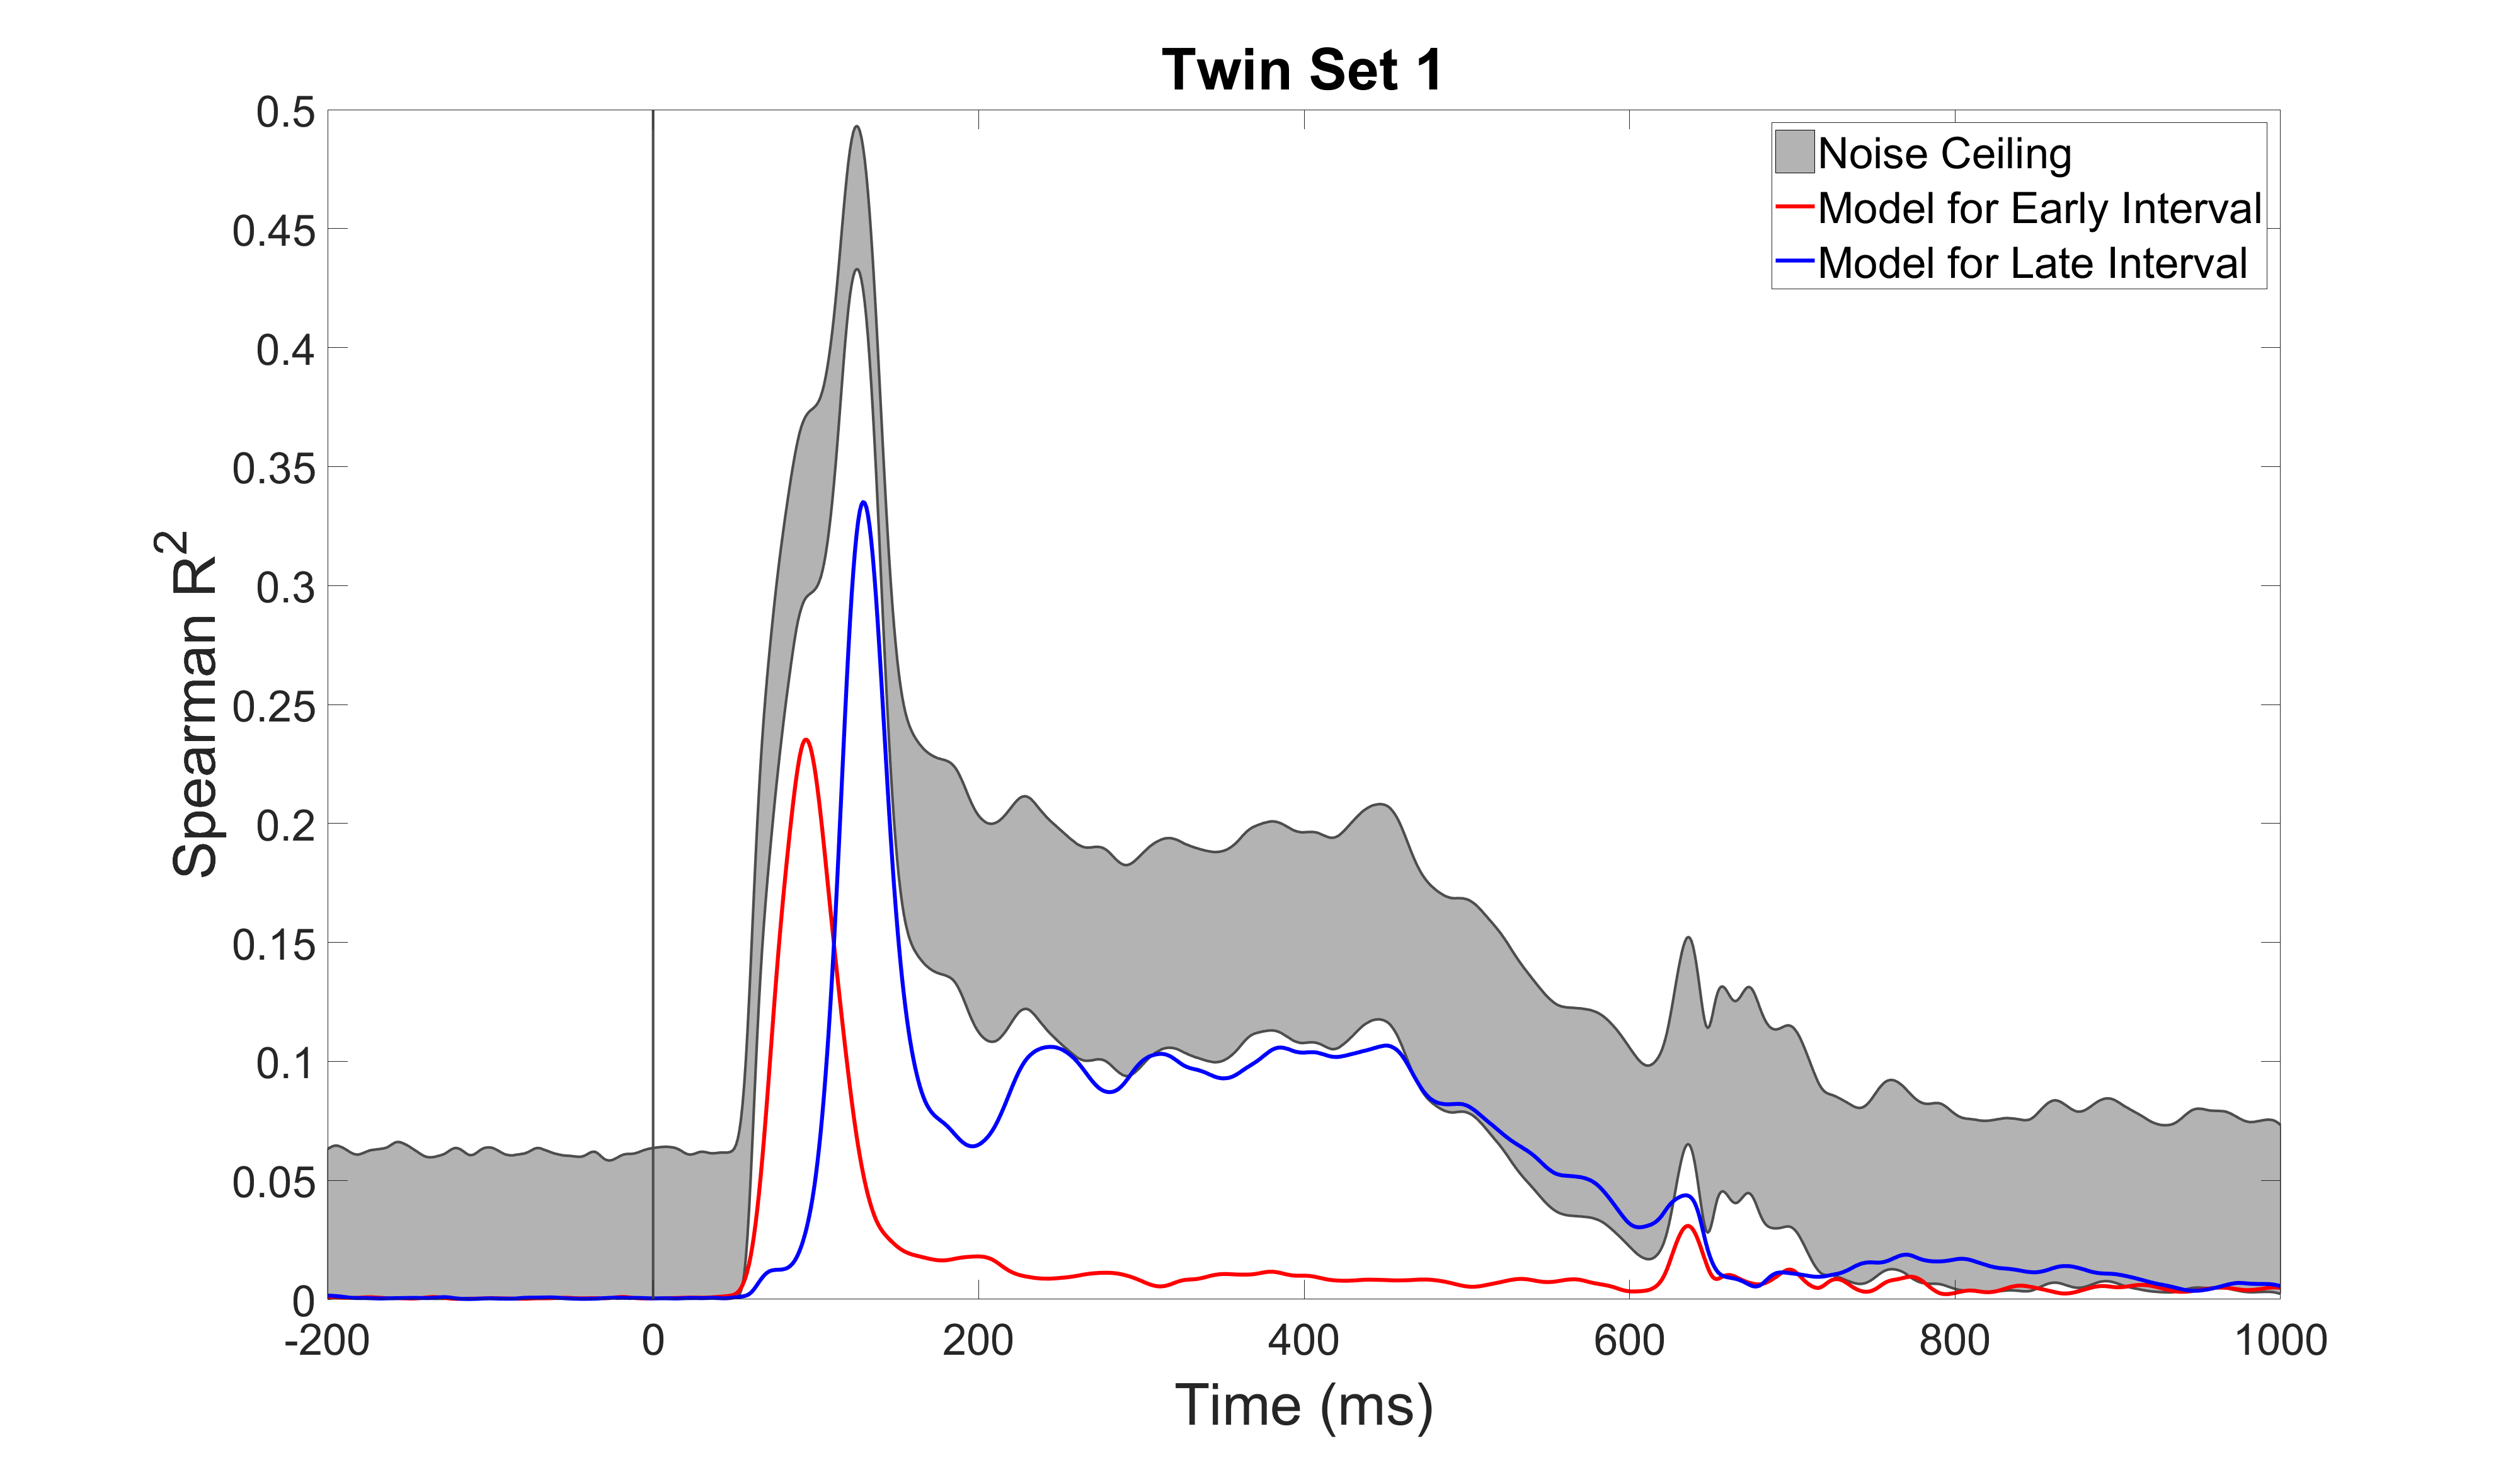 Twin Set 1
0.5
0.45
0.4
0.35
0.3
0.25
0.2
0.15
0.1
0.05
0
Spearman R²
Noise Ceiling
Model for Early Interval
Model for Late Interval
-200 0 200 400 600 800 1000
Time (ms)